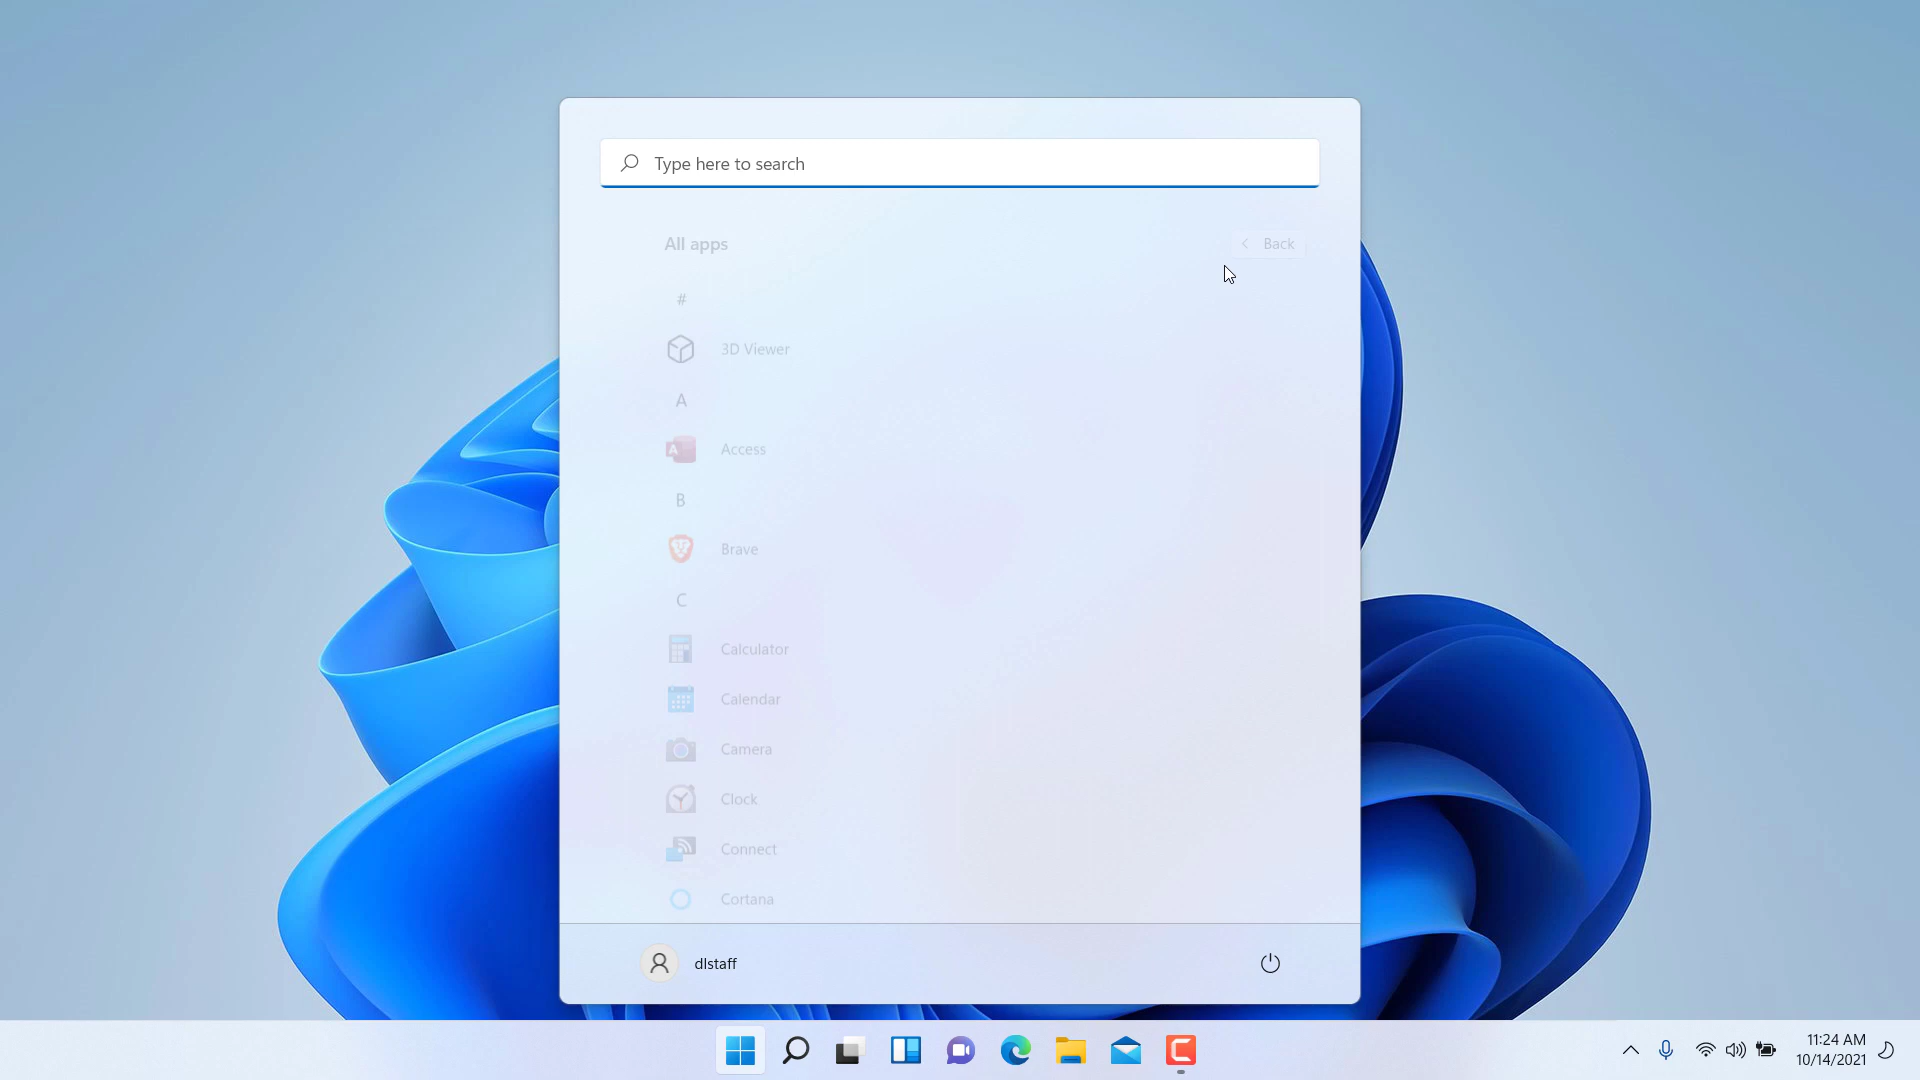 Type here to search
All apps
Back
#
3D Viewer
A
Access
B
Brave
C
Calculator
Calendar
Camera
Clock
Connect
Cortana
dlstaff
11:24 AM
10/14/2021